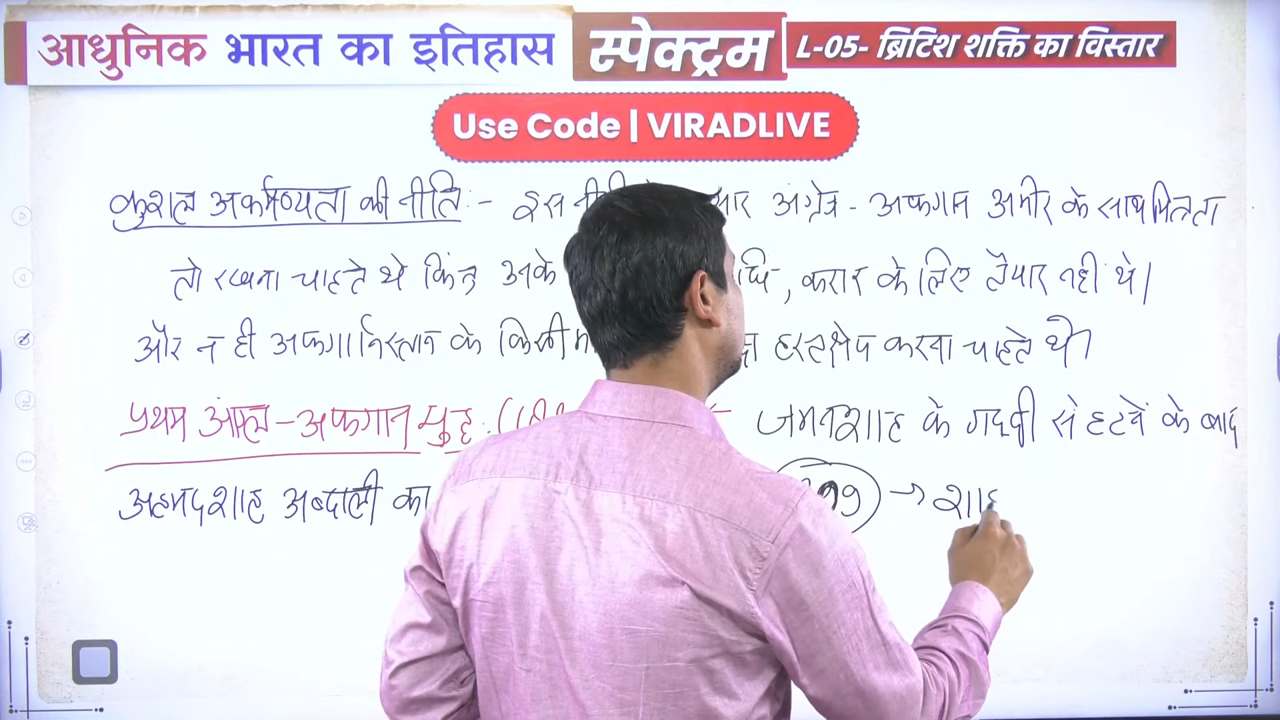 आधुनिक भारत का इतिहास स्पेक्ट्रम L-05- ब्रिटिश शक्ति का विस्तार
Use Code | VIRADLIVE
कुशल अकर्मण्यता की नीति :- इस अंग्रेज - अफगान अमीर के साथ मित्रता
तो रखना चाहते थे किंतु उनके , करार के लिए तैयार नहीं थे।
और न ही अफगानिस्तान के किसी हस्तक्षेप करना चाहते थे।
प्रथम आंग्ल - अफगान युद्ध : ( जमनशाह के गद्दी से हटने के बाद
अहमदशाह अब्दाली का → शाह